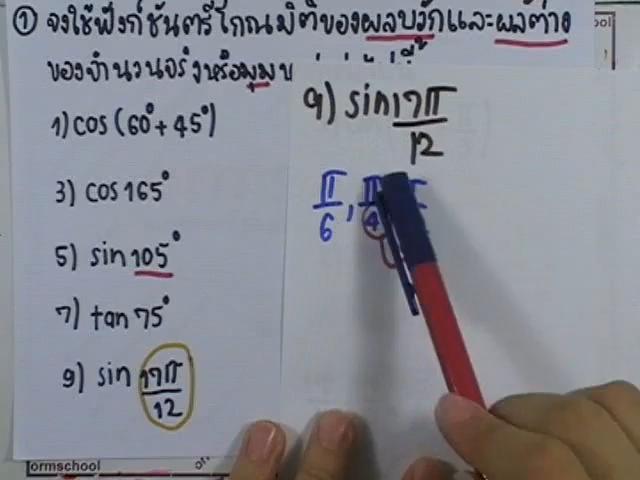 ① จงใช้ฟังก์ชันตรีโกณมิติของผลบวกและผลต่าง
ของจำนวนจริงหรือมุม
1) cos (60° + 45°)
3) cos 165°
5) sin 105°
7) tan 75°
9) sin 17π/12
9) sin 17π/12
π/6, π/4
ormschool